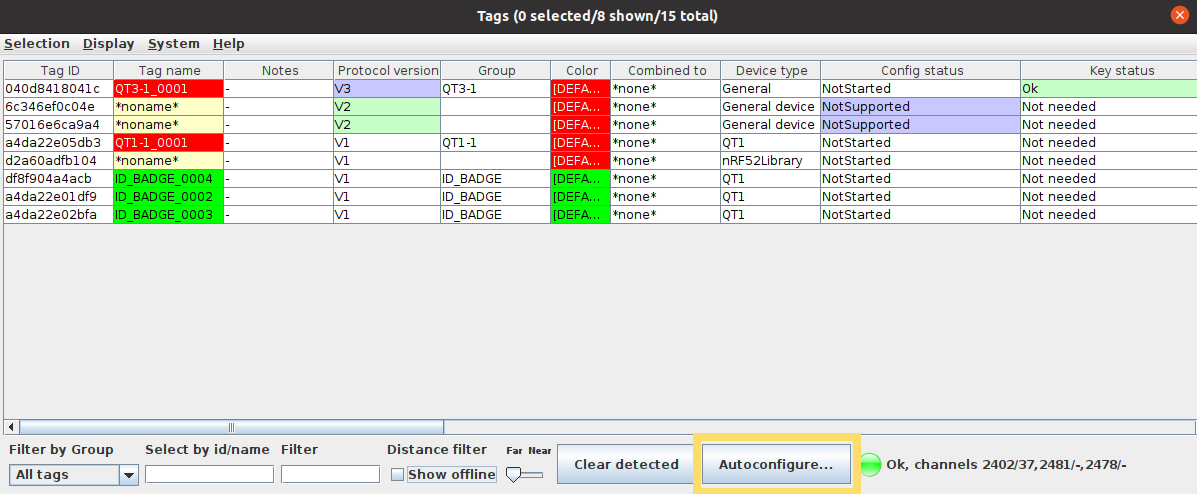 Tags (0 selected/8 shown/15 total)
Selection Display System Help
Tag ID Tag name Notes Protocol version Group Color Combined to Device type Config status Key status
040d8418041c QT3-1_0001 - V3 QT3-1 [DEFA... *none* General NotStarted Ok
6c346ef0c04e *noname* - V2 [DEFA... *none* General device NotSupported Not needed
57016e6ca9a4 *noname* - V2 [DEFA... *none* General device NotSupported Not needed
a4da22e05db3 QT1-1_0001 - V1 QT1-1 [DEFA... *none* QT1 NotStarted Not needed
d2a60adfb104 *noname* - V1 [DEFA... *none* nRF52Library NotStarted Not needed
df8f904a4acb ID_BADGE_0004 - V1 ID_BADGE [DEFA... *none* QT1 NotStarted Not needed
a4da22e01df9 ID_BADGE_0002 - V1 ID_BADGE [DEFA... *none* QT1 NotStarted Not needed
a4da22e02bfa ID_BADGE_0003 - V1 ID_BADGE [DEFA... *none* QT1 NotStarted Not needed
Filter by Group Select by id/name Filter Distance filter Far Near
All tags Show offline Clear detected Autoconfigure... Ok, channels 2402/37,2481/-,2478/-